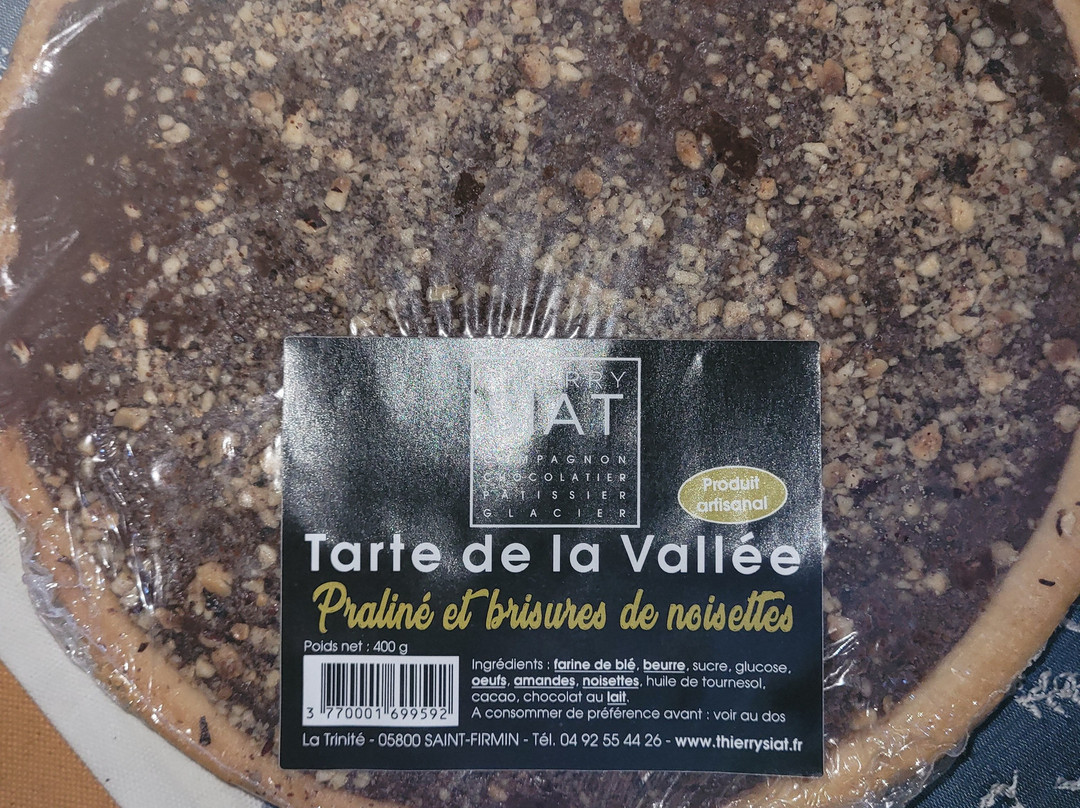 THIERRY
SIAT
COMPAGNON
CHOCOLATIER
PATISSIER
GLACIER
Produit
artisanal
Tarte de la Vallée
Praliné et brisures de noisettes
Poids net : 400 g
3 770001 699592
Ingrédients : farine de blé, beurre, sucre, glucose,
oeufs, amandes, noisettes, huile de tournesol,
cacao, chocolat au lait.
A consommer de préférence avant : voir au dos
La Trinité - 05800 SAINT-FIRMIN - Tél. 04 92 55 44 26 - www.thierrysiat.fr